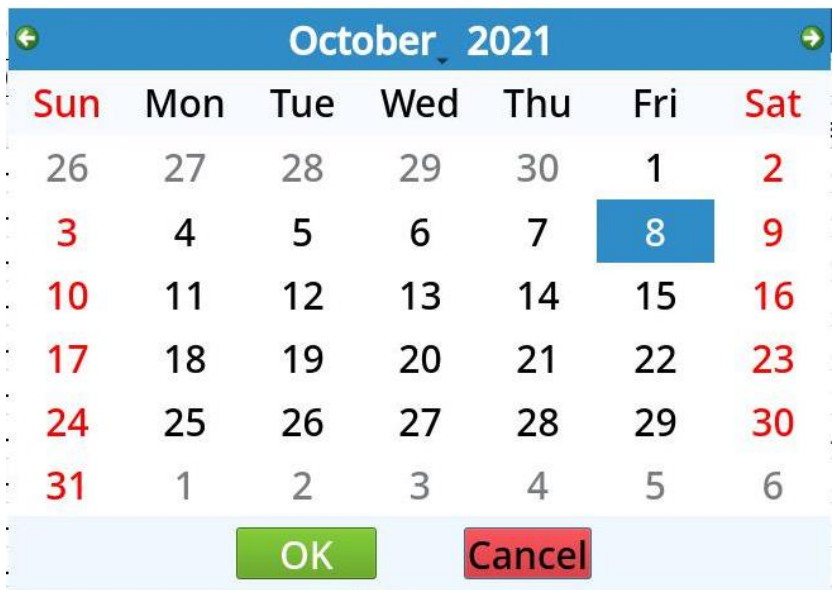 October 2021
Sun Mon Tue Wed Thu Fri Sat
26 27 28 29 30 1 2
3 4 5 6 7 8 9
10 11 12 13 14 15 16
17 18 19 20 21 22 23
24 25 26 27 28 29 30
31 1 2 3 4 5 6
OK Cancel